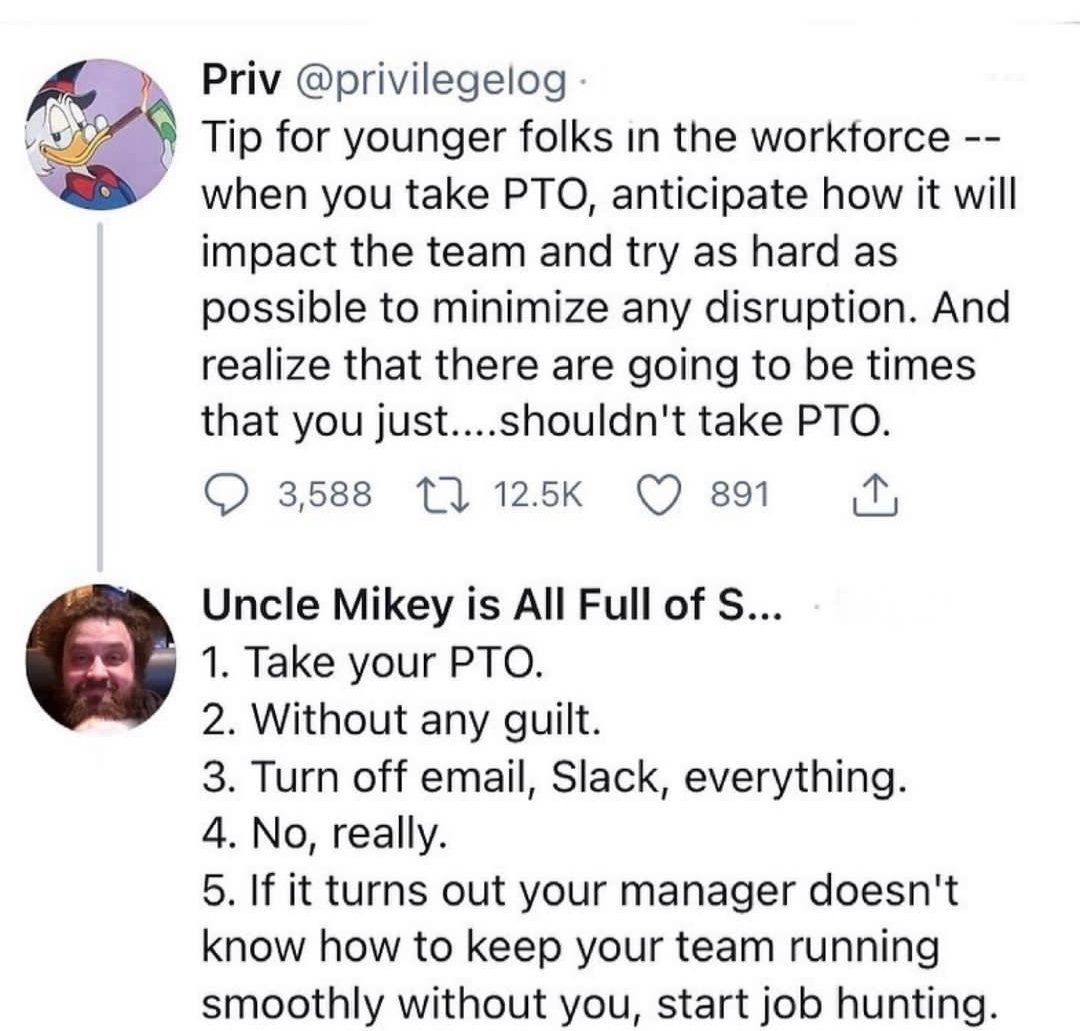 Priv @privilegelog ·
Tip for younger folks in the workforce --
when you take PTO, anticipate how it will
impact the team and try as hard as
possible to minimize any disruption. And
realize that there are going to be times
that you just....shouldn't take PTO.
3,588 12.5K 891
Uncle Mikey is All Full of S... ·
1. Take your PTO.
2. Without any guilt.
3. Turn off email, Slack, everything.
4. No, really.
5. If it turns out your manager doesn't
know how to keep your team running
smoothly without you, start job hunting.